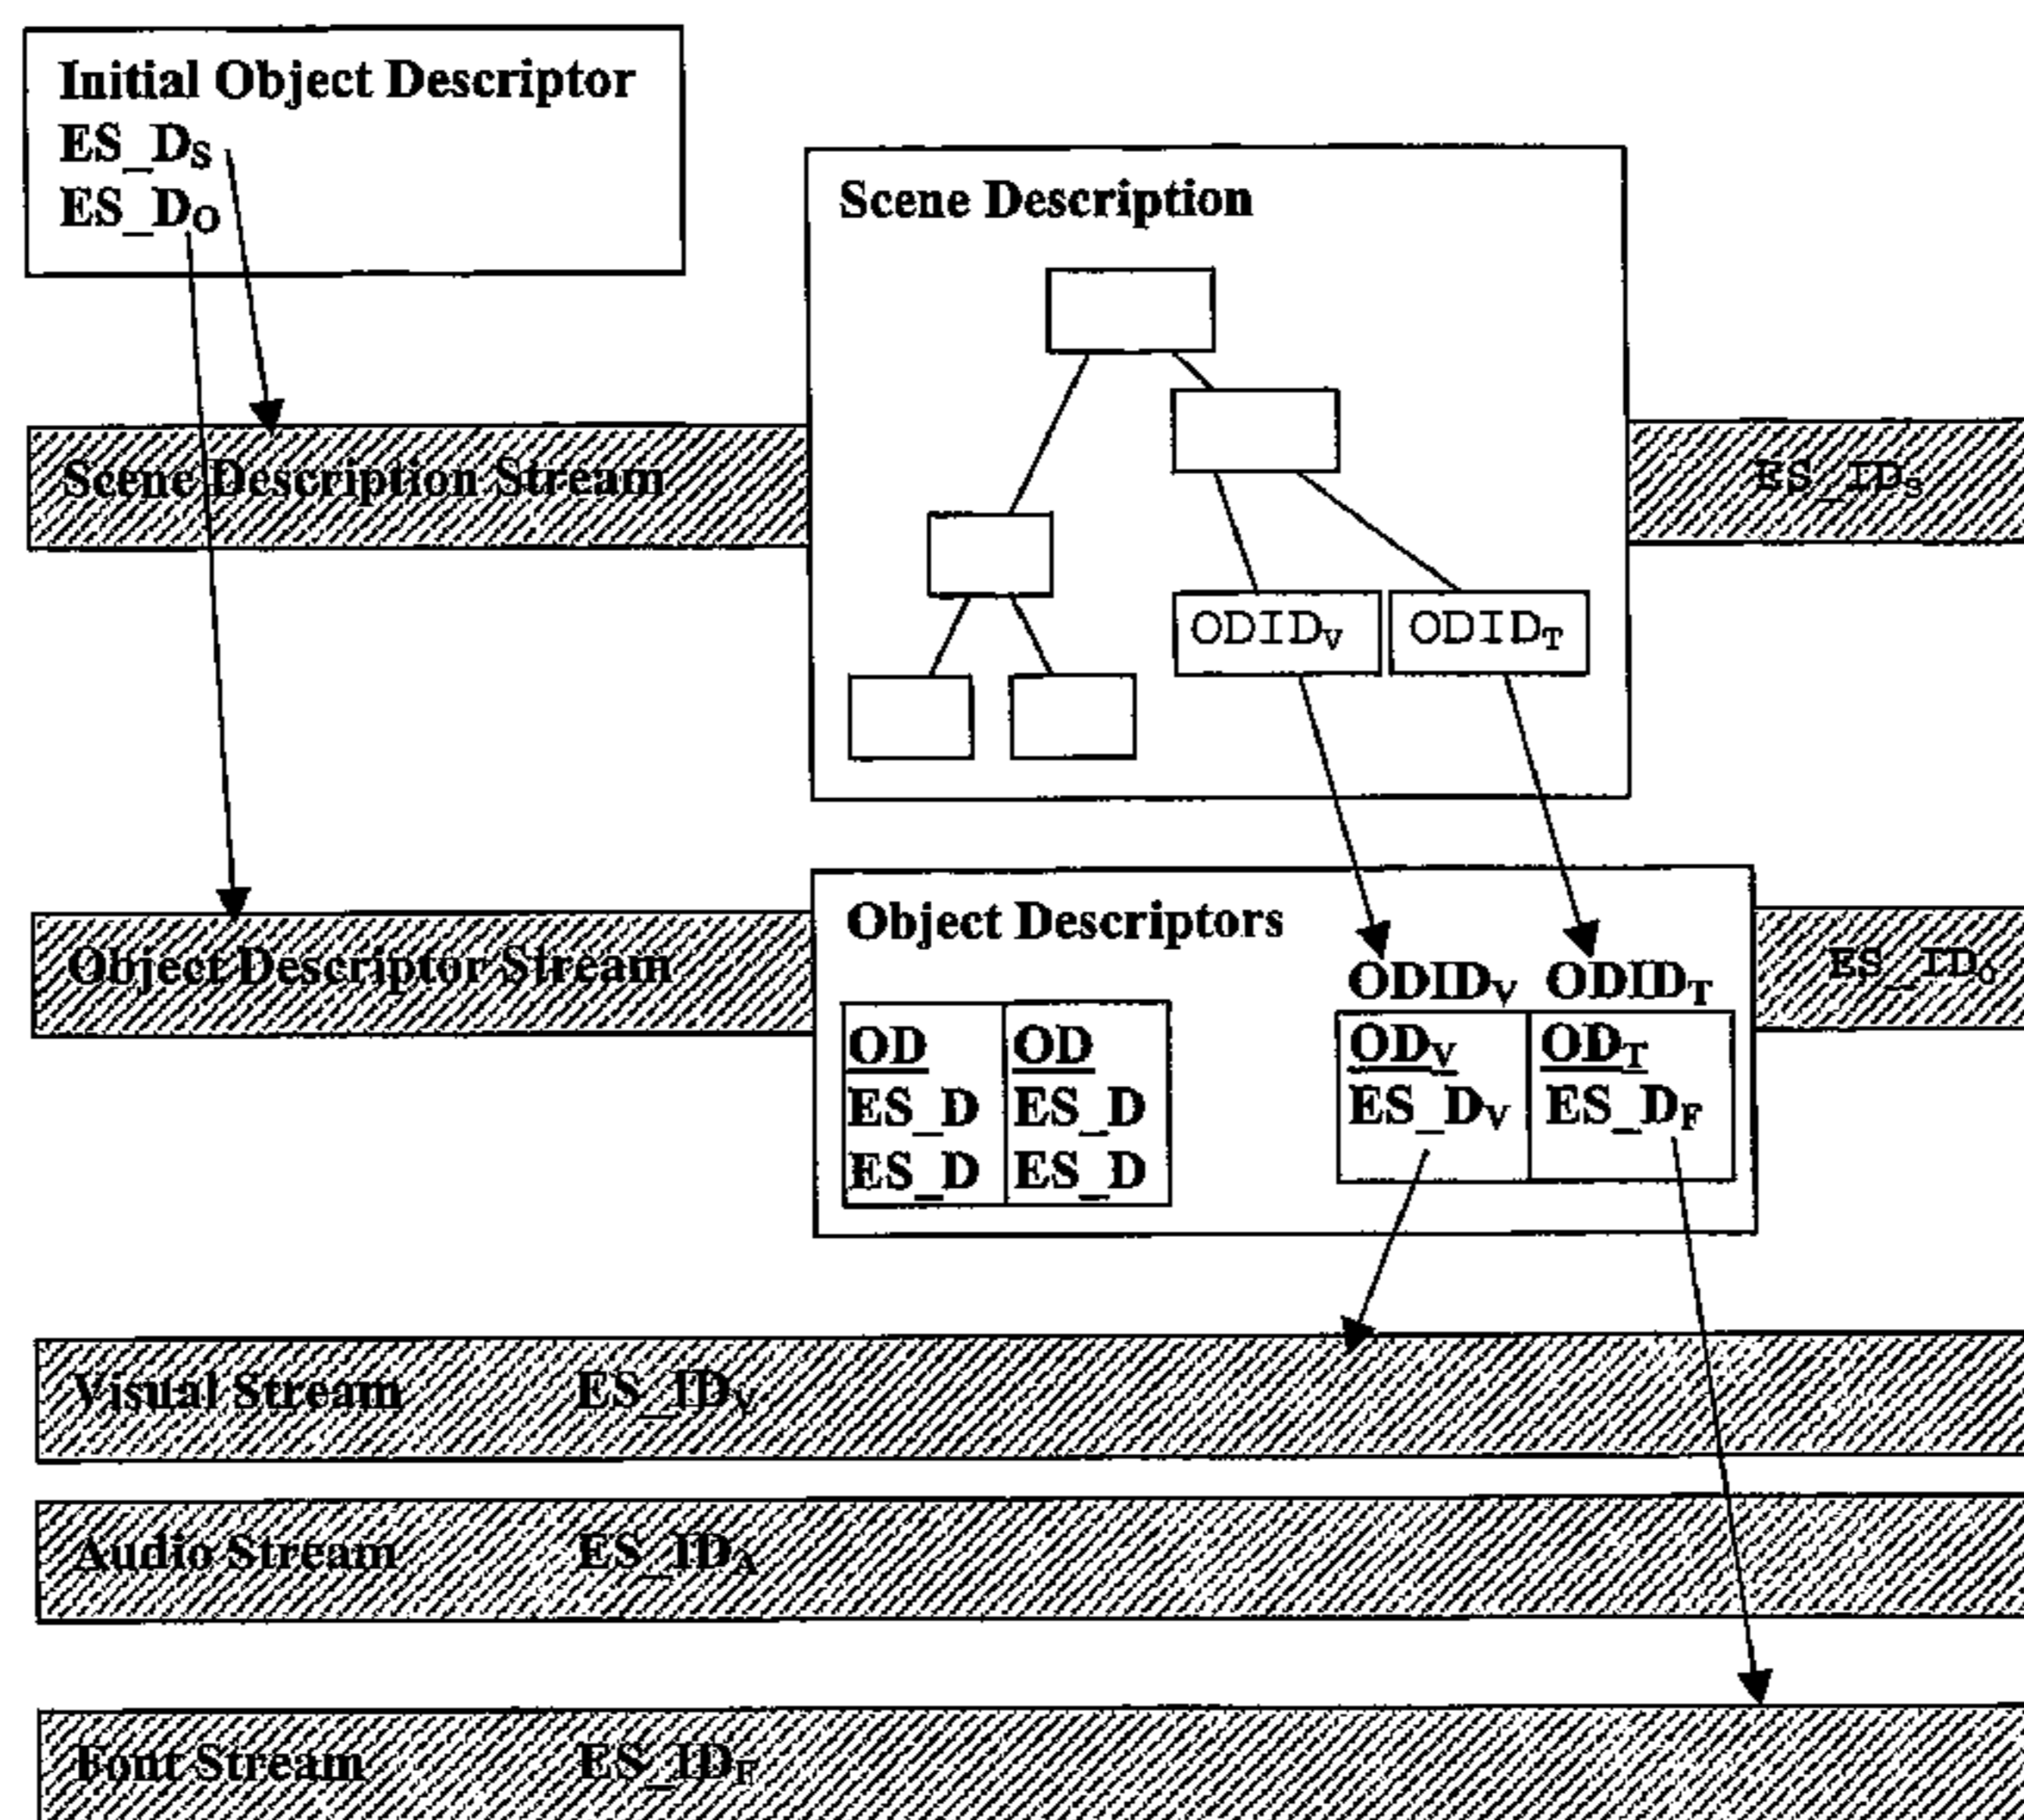 Initial Object Descriptor
ES_DS
ES_DO
Scene Description
Scene Description Stream
ES_IDS
ODIDV ODIDT
Object Descriptors
Object Descriptor Stream
ES_IDO
ODIDV ODIDT
OD OD ODV ODT
ES_D ES_D ES_DV ES_DF
ES_D ES_D
Visual Stream ES_IDV
Audio Stream ES_IDA
Font Stream ES_IDF